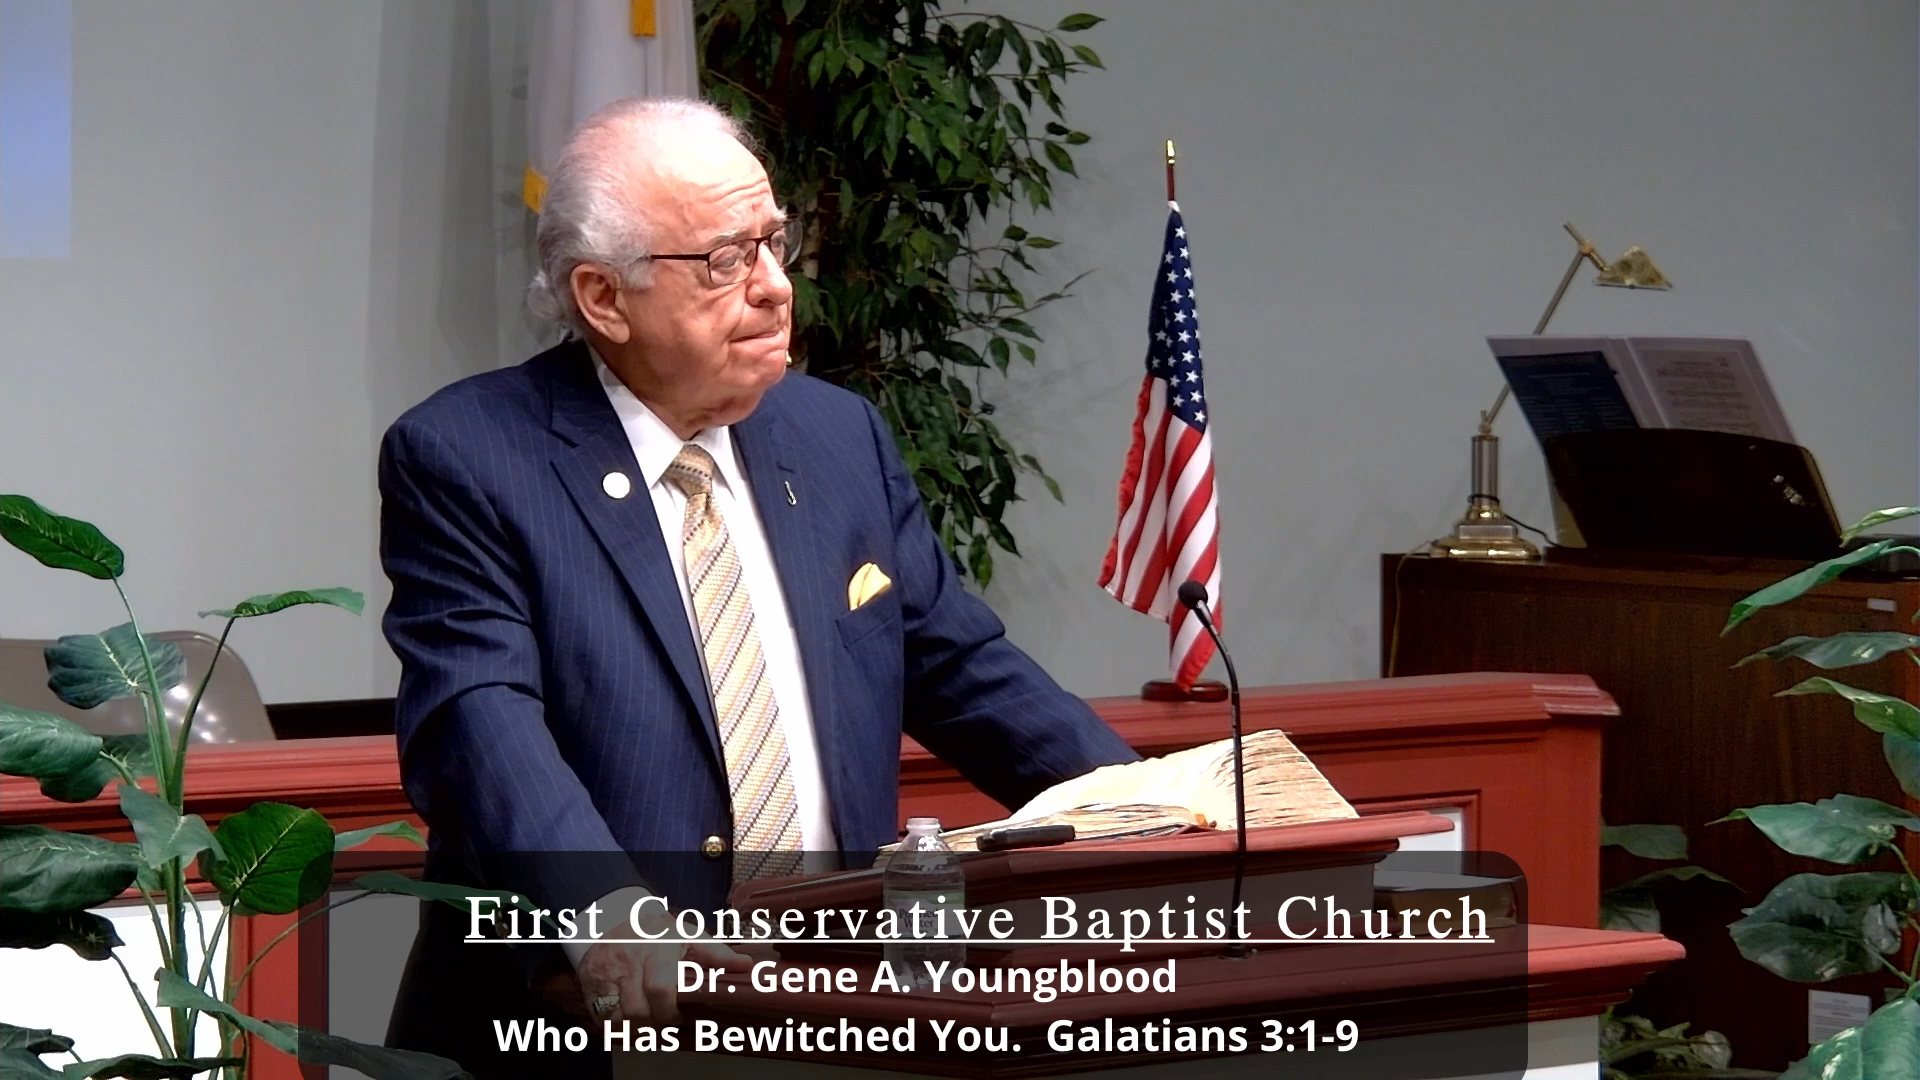 First Conservative Baptist Church
Dr. Gene A. Youngblood
Who Has Bewitched You.  Galatians 3:1-9